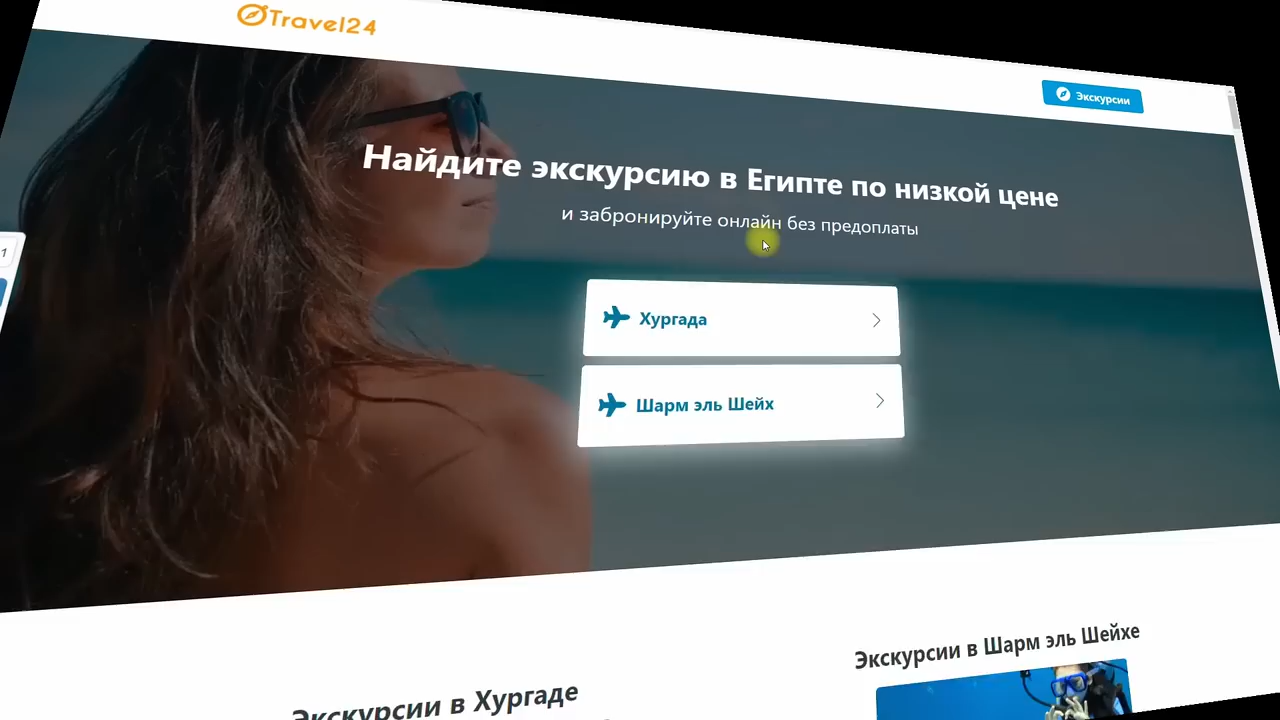 Travel24
Экскурсии
Найдите экскурсию в Египте по низкой цене
и забронируйте онлайн без предоплаты
1
Хургада
Шарм эль Шейх
Экскурсии в Шарм эль Шейхе
Экскурсии в Хургаде